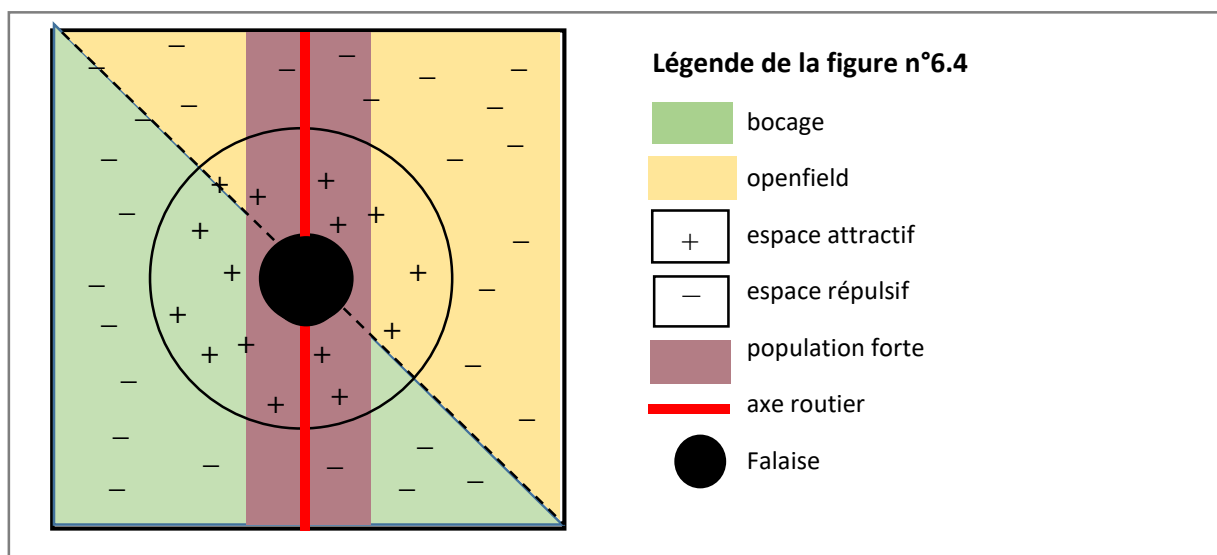 Légende de la figure n°6.4
bocage
openfield
+ espace attractif
− espace répulsif
population forte
axe routier
Falaise